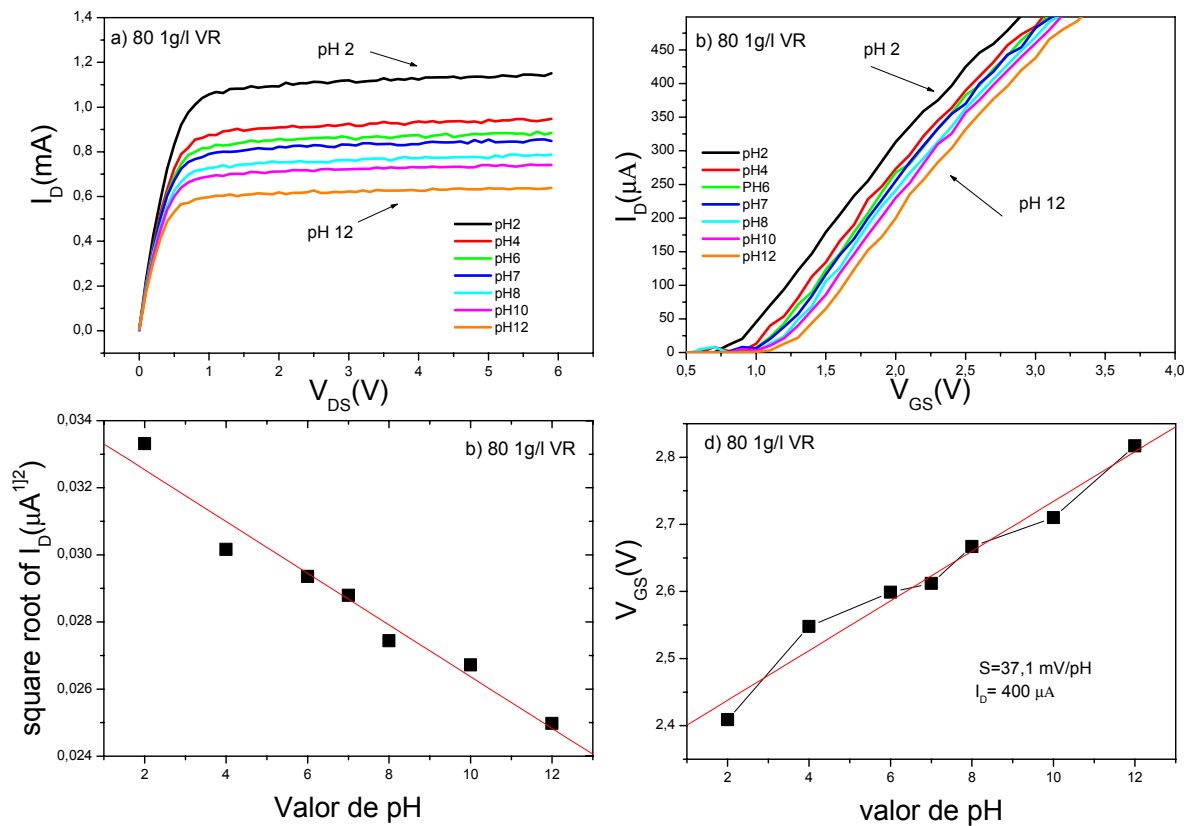 a) 80 1g/l VR
pH 2
pH 12
pH2
pH4
pH6
pH7
pH8
pH10
pH12
1,4
1,2
1,0
0,8
0,6
0,4
0,2
0,0
I_D(mA)
0 1 2 3 4 5 6
V_DS(V)
b) 80 1g/l VR
pH 2
pH 12
pH2
pH4
PH6
pH7
pH8
pH10
pH12
450
400
350
300
250
200
150
100
50
0
I_D(μA)
0,5 1,0 1,5 2,0 2,5 3,0 3,5 4,0
V_GS(V)
b) 80 1g/l VR
0,034
0,032
0,030
0,028
0,026
0,024
square root of I_D(μA^1]2)
2 4 6 8 10 12
Valor de pH
d) 80 1g/l VR
2,8
2,7
2,6
2,5
2,4
V_GS(V)
S=37,1 mV/pH
I_D= 400 μA
2 4 6 8 10 12
valor de pH